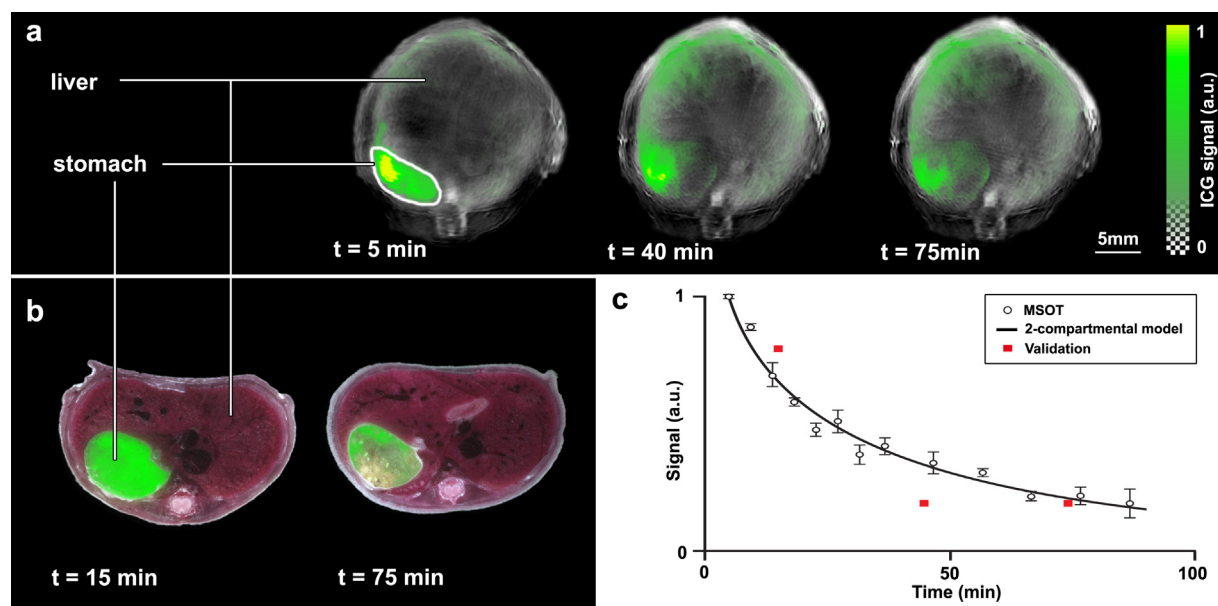 a
liver
stomach
t = 5 min
t = 40 min
t = 75min
1
ICG signal (a.u.)
0
5mm
b
t = 15 min
t = 75 min
c
1
Signal (a.u.)
0
0
50
100
Time (min)
MSOT
2-compartmental model
Validation